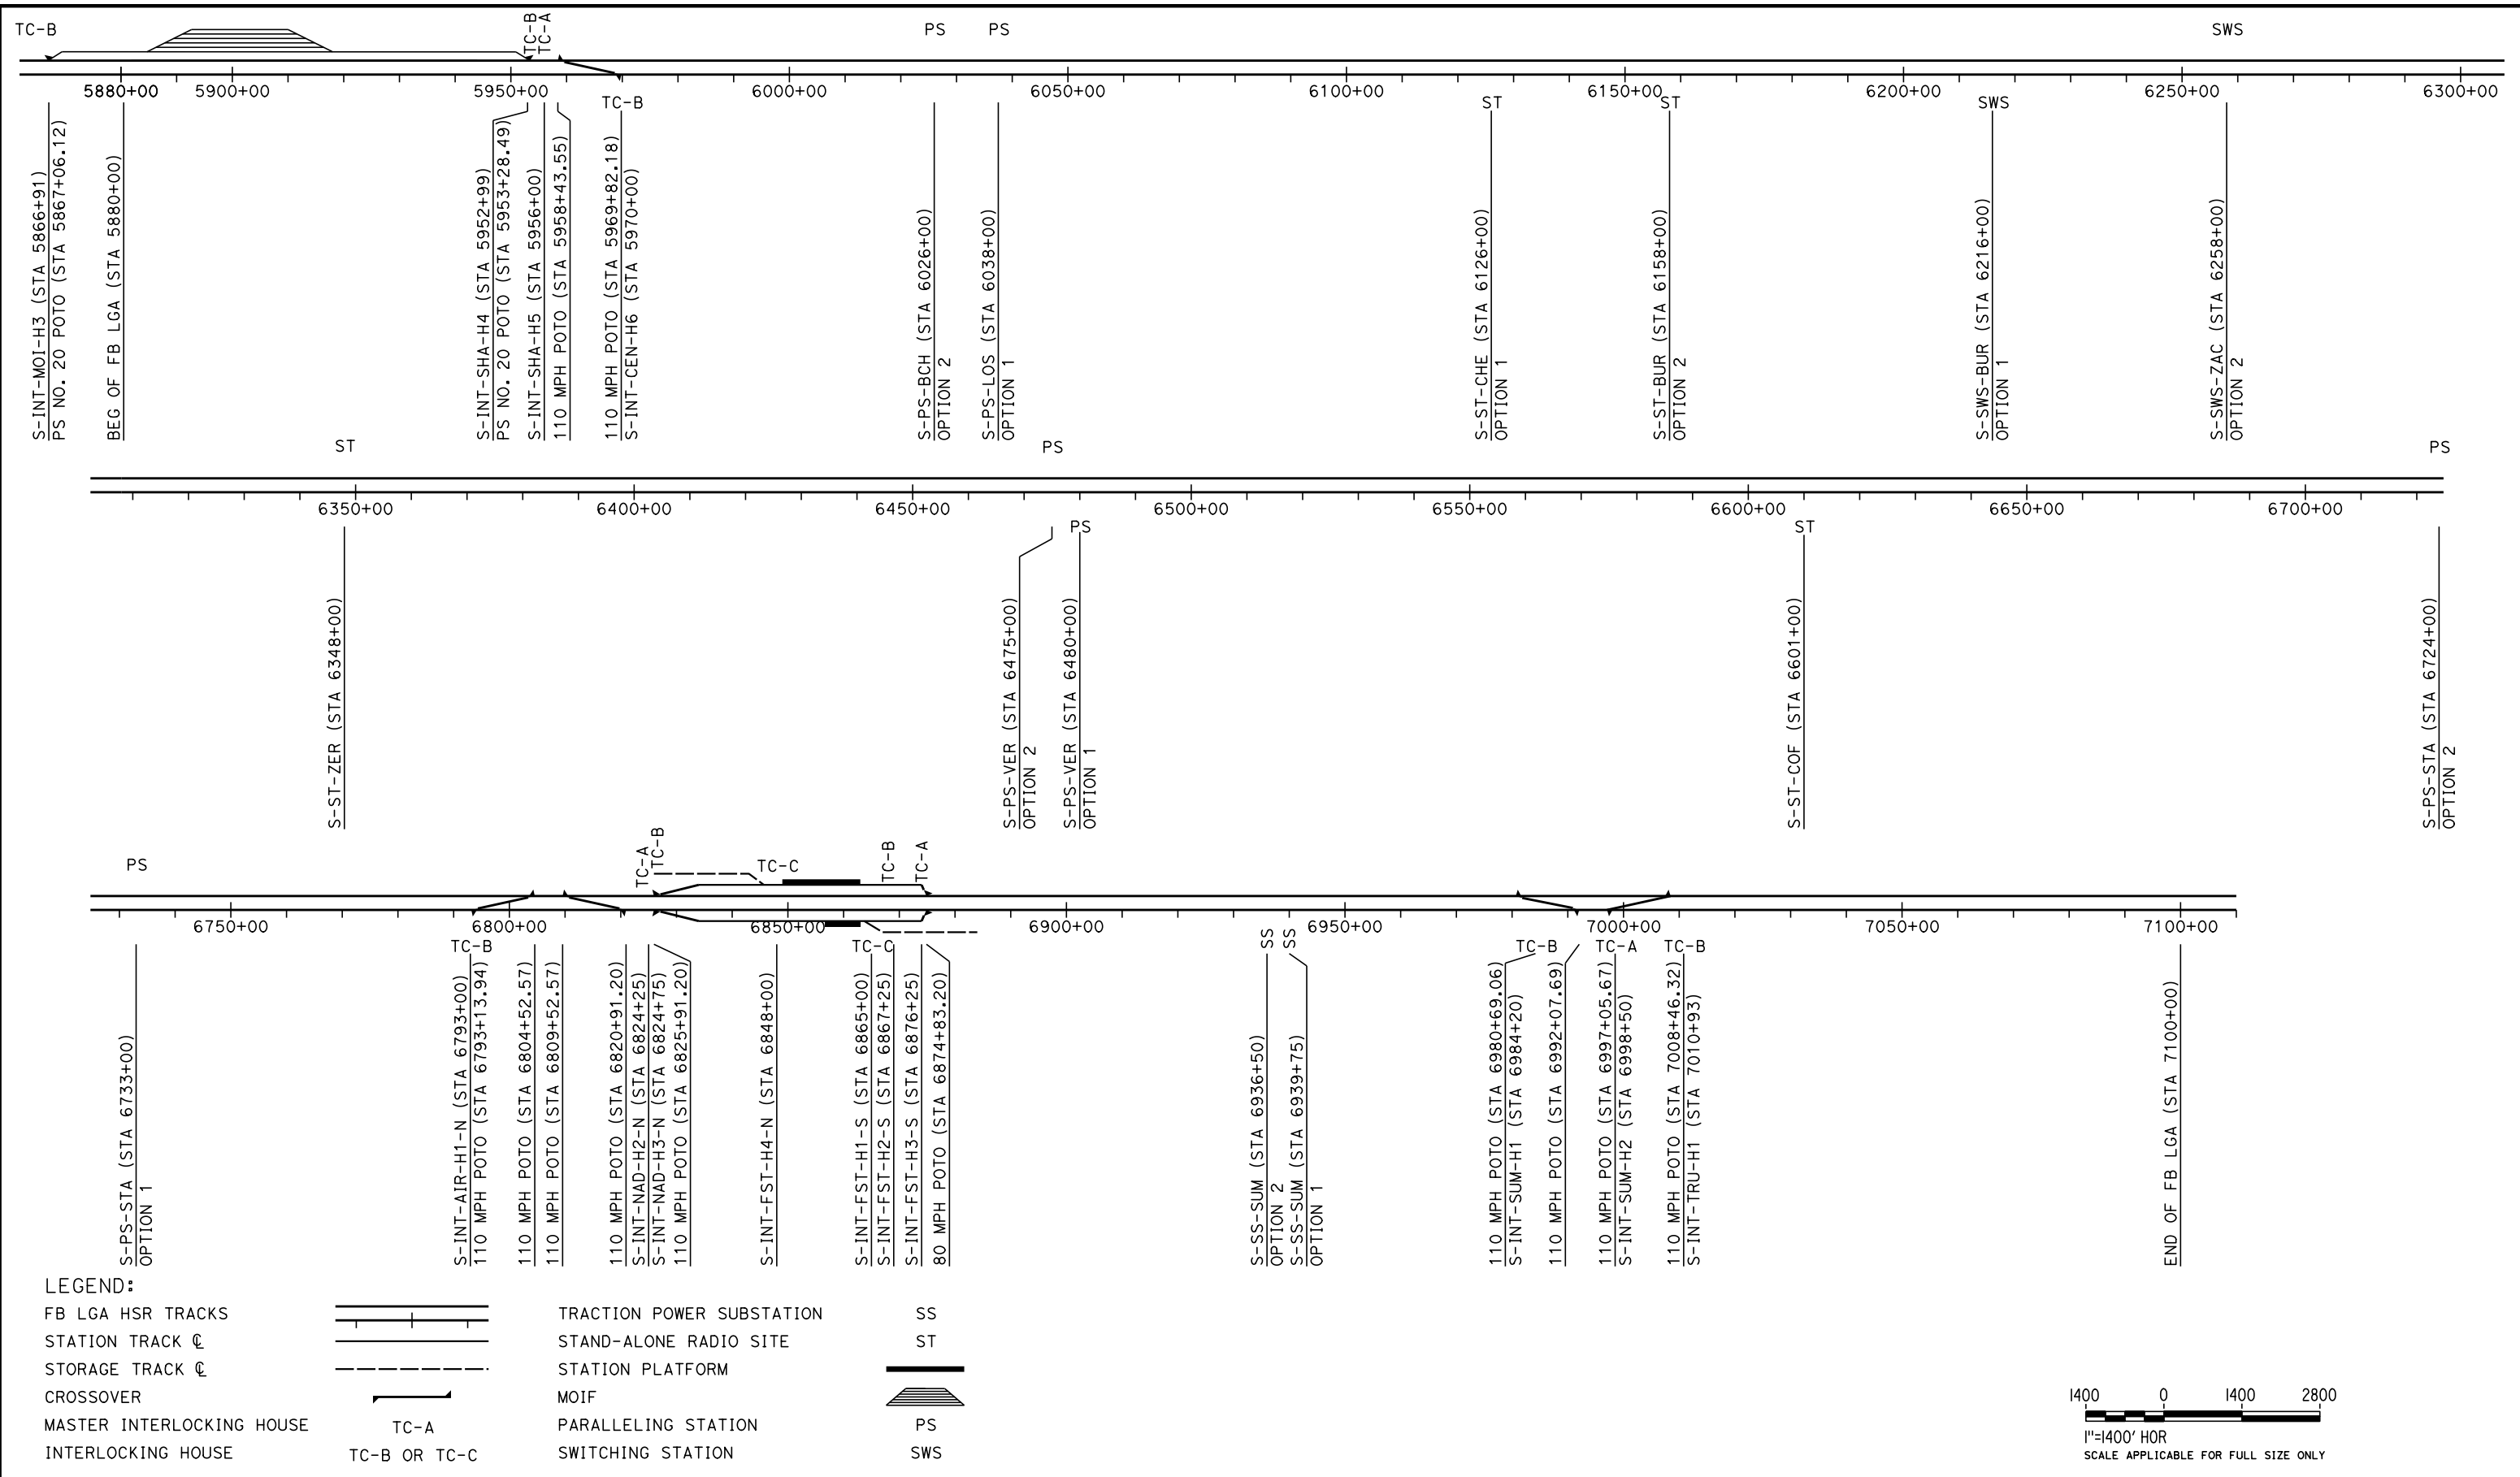 TC-B
TC-B
TC-A
PS
PS
SWS
5880+00
5900+00
5950+00
6000+00
6050+00
6100+00
6150+00
6200+00
6250+00
6300+00
TC-B
ST
ST
SWS
S-INT-MOI-H3 (STA 5866+91)
PS NO. 20 POTO (STA 5867+06.12)
BEG OF FB LGA (STA 5880+00)
S-INT-SHA-H4 (STA 5952+99)
PS NO. 20 POTO (STA 5953+28.49)
S-INT-SHA-H5 (STA 5956+00)
110 MPH POTO (STA 5958+43.55)
110 MPH POTO (STA 5969+82.18)
S-INT-CEN-H6 (STA 5970+00)
S-PS-BCH (STA 6026+00)
OPTION 2
S-PS-LOS (STA 6038+00)
OPTION 1
S-ST-CHE (STA 6126+00)
OPTION 1
S-ST-BUR (STA 6158+00)
OPTION 2
S-SWS-BUR (STA 6216+00)
OPTION 1
S-SWS-ZAC (STA 6258+00)
OPTION 2
ST
PS
PS
6350+00
6400+00
6450+00
6500+00
6550+00
6600+00
6650+00
6700+00
PS
ST
S-ST-ZER (STA 6348+00)
S-PS-VER (STA 6475+00)
OPTION 2
S-PS-VER (STA 6480+00)
OPTION 1
S-ST-COF (STA 6601+00)
S-PS-STA (STA 6724+00)
OPTION 2
PS
TC-A
TC-B
TC-C
TC-B
TC-A
6750+00
6800+00
6850+00
6900+00
6950+00
7000+00
7050+00
7100+00
TC-B
TC-C
SS
SS
TC-B
TC-A
TC-B
S-PS-STA (STA 6733+00)
OPTION 1
S-INT-AIR-H1-N (STA 6793+00)
110 MPH POTO (STA 6793+13.94)
110 MPH POTO (STA 6804+52.57)
110 MPH POTO (STA 6809+52.57)
110 MPH POTO (STA 6820+91.20)
S-INT-NAD-H2-N (STA 6824+25)
S-INT-NAD-H3-N (STA 6824+75)
110 MPH POTO (STA 6825+91.20)
S-INT-FST-H4-N (STA 6848+00)
S-INT-FST-H1-S (STA 6865+00)
S-INT-FST-H2-S (STA 6867+25)
S-INT-FST-H3-S (STA 6876+25)
80 MPH POTO (STA 6874+83.20)
S-SS-SUM (STA 6936+50)
OPTION 2
S-SS-SUM (STA 6939+75)
OPTION 1
110 MPH POTO (STA 6980+69.06)
S-INT-SUM-H1 (STA 6984+20)
110 MPH POTO (STA 6992+07.69)
110 MPH POTO (STA 6997+05.67)
S-INT-SUM-H2 (STA 6998+50)
110 MPH POTO (STA 7008+46.32)
S-INT-TRU-H1 (STA 7010+93)
END OF FB LGA (STA 7100+00)
LEGEND:
FB LGA HSR TRACKS
STATION TRACK ℄
STORAGE TRACK ℄
CROSSOVER
MASTER INTERLOCKING HOUSE TC-A
INTERLOCKING HOUSE TC-B OR TC-C
TRACTION POWER SUBSTATION SS
STAND-ALONE RADIO SITE ST
STATION PLATFORM
MOIF
PARALLELING STATION PS
SWITCHING STATION SWS
1400 0 1400 2800
1"=1400' HOR
SCALE APPLICABLE FOR FULL SIZE ONLY